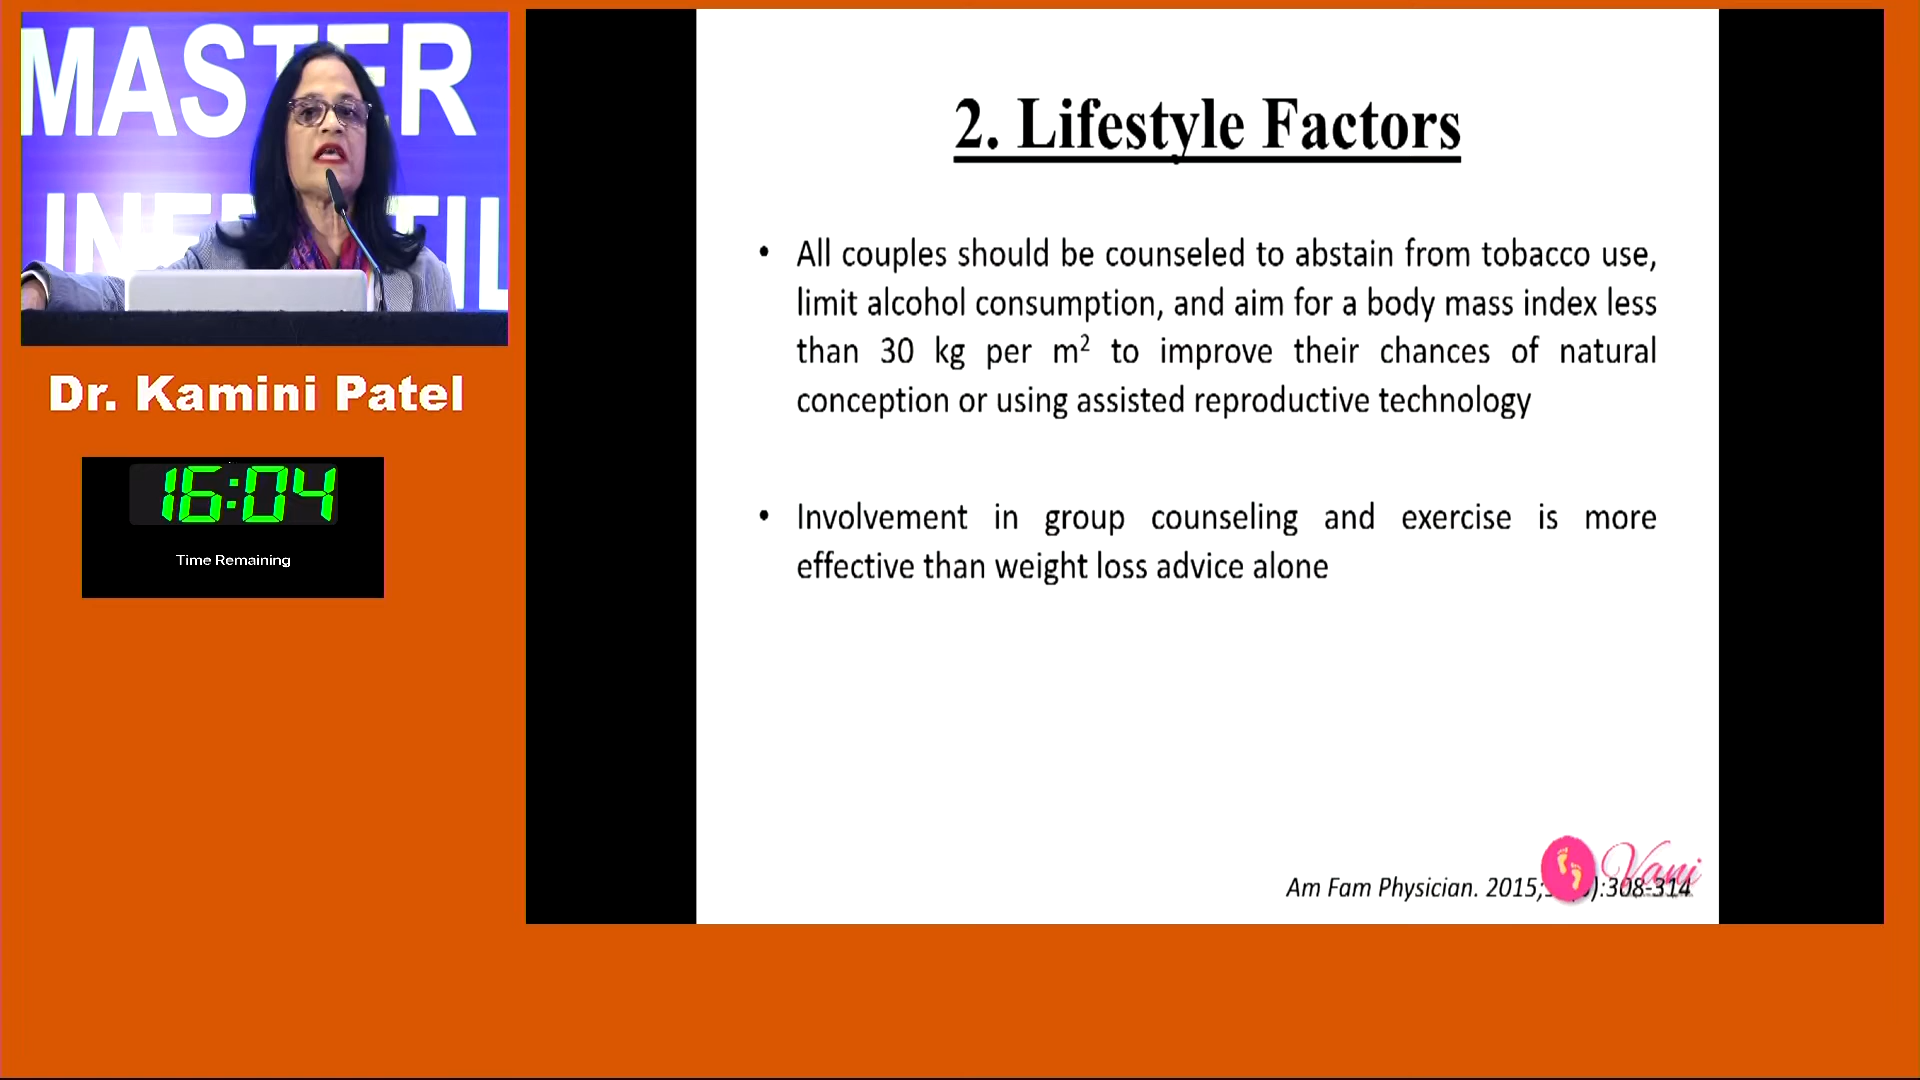 MASTER
Dr. Kamini Patel
16:04
Time Remaining
2. Lifestyle Factors
• All couples should be counseled to abstain from tobacco use,
limit alcohol consumption, and aim for a body mass index less
than 30 kg per m² to improve their chances of natural
conception or using assisted reproductive technology
• Involvement in group counseling and exercise is more
effective than weight loss advice alone
Am Fam Physician. 2015; ):308-314
Vani